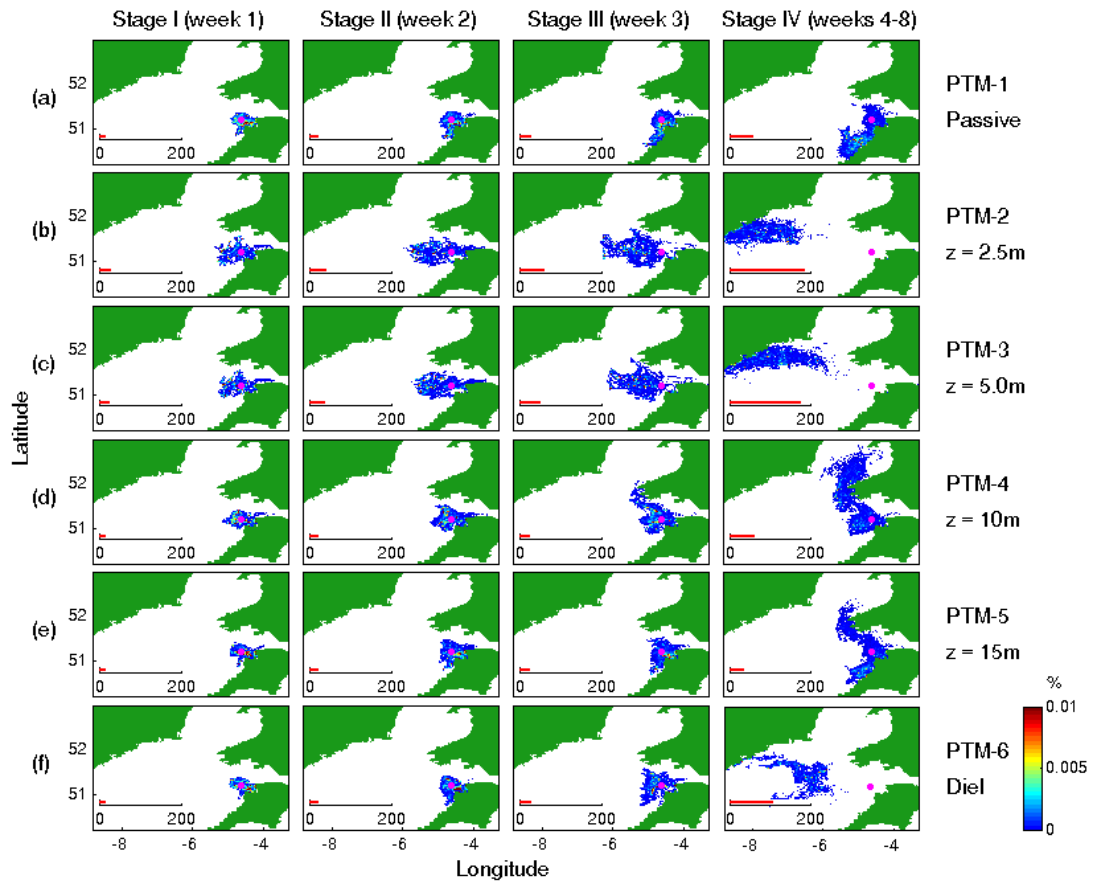 Stage I (week 1) Stage II (week 2) Stage III (week 3) Stage IV (weeks 4-8)
(a) 52 51 0 200 0 200 0 200 0 200 PTM-1 Passive
(b) 52 51 0 200 0 200 0 200 0 200 PTM-2 z = 2.5m
(c) 52 51 0 200 0 200 0 200 0 200 PTM-3 z = 5.0m
Latitude
(d) 52 51 0 200 0 200 0 200 0 200 PTM-4 z = 10m
(e) 52 51 0 200 0 200 0 200 0 200 PTM-5 z = 15m
(f) 52 51 0 200 0 200 0 200 0 200 PTM-6 Diel
-8 -6 -4 -8 -6 -4 -8 -6 -4 -8 -6 -4
Longitude
%
0.01
0.005
0